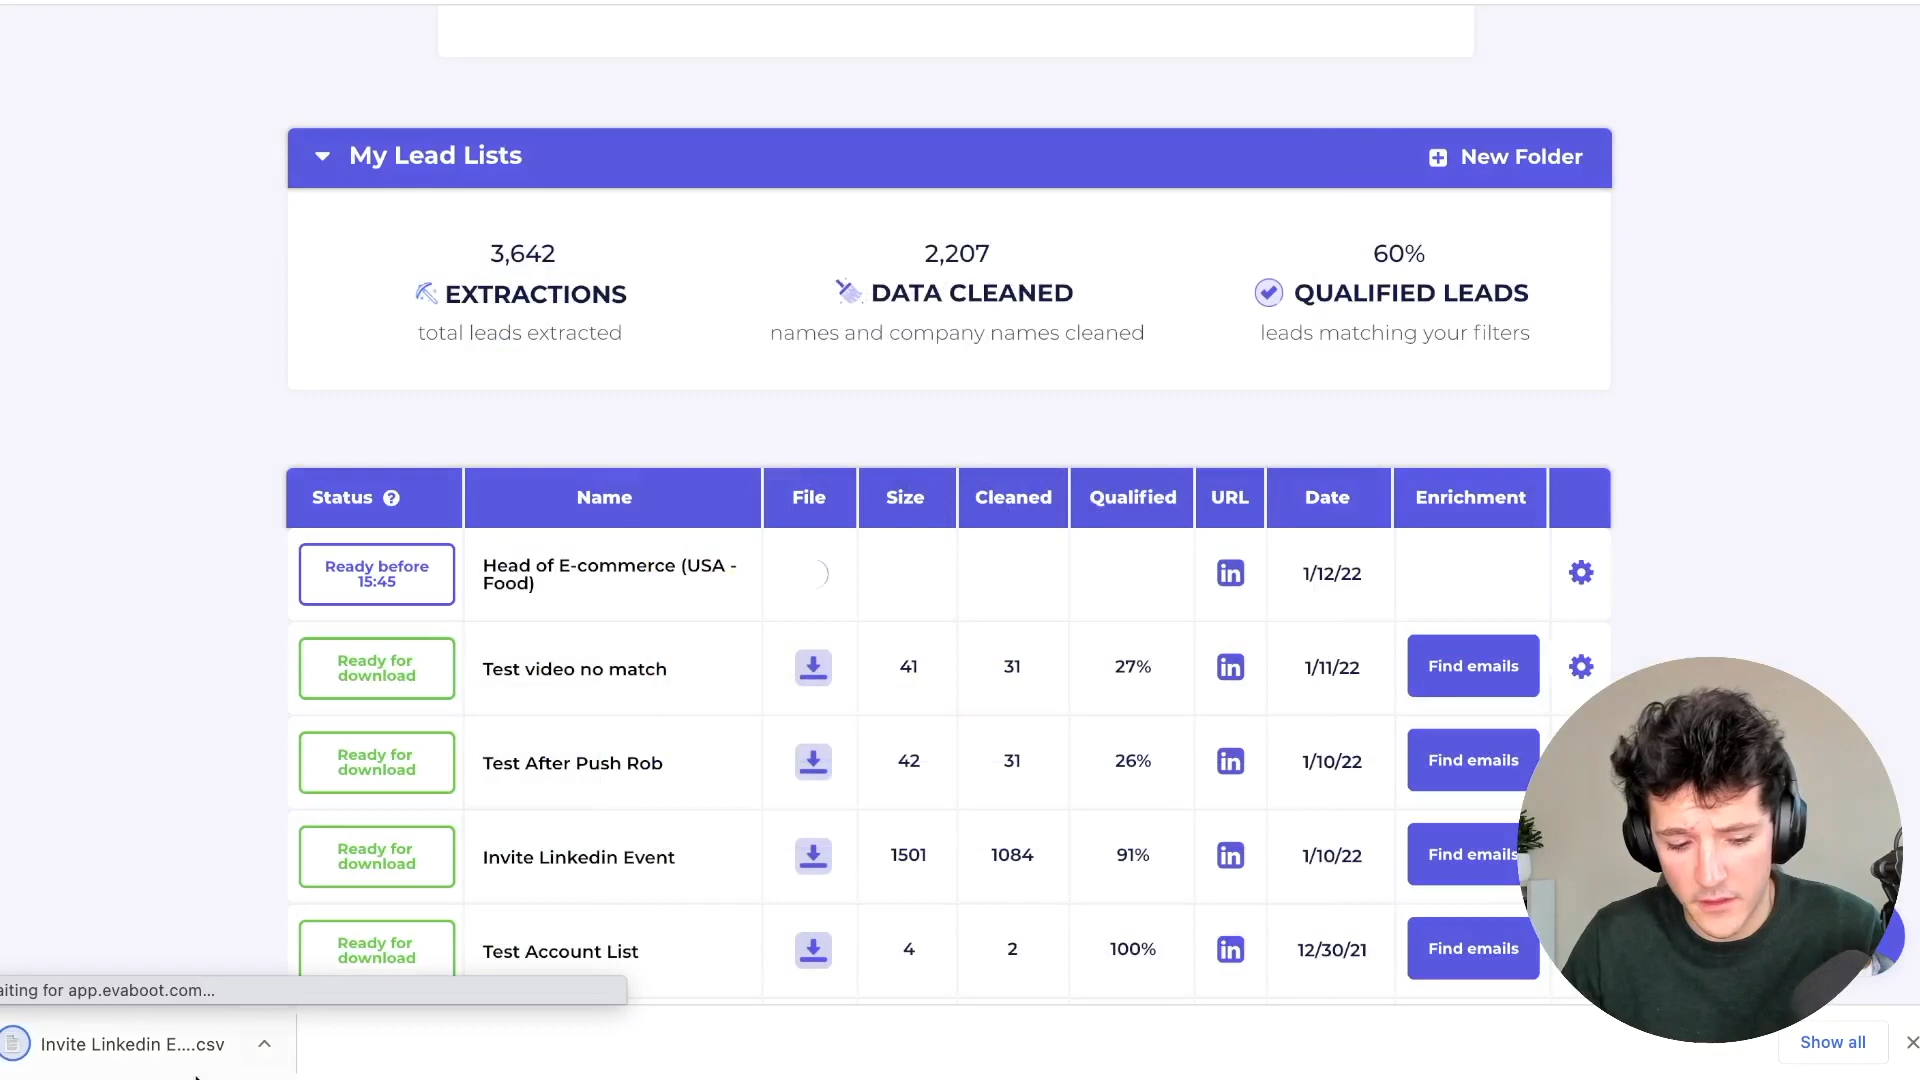 My Lead Lists
New Folder
3,642
EXTRACTIONS
total leads extracted
2,207
DATA CLEANED
names and company names cleaned
60%
QUALIFIED LEADS
leads matching your filters
Status ? Name File Size Cleaned Qualified URL Date Enrichment
Ready before
15:45
Head of E-commerce (USA -
Food)
in
1/12/22
Ready for
download
Test video no match
41 31 27% in 1/11/22 Find emails
Ready for
download
Test After Push Rob
42 31 26% in 1/10/22 Find emails
Ready for
download
Invite Linkedin Event
1501 1084 91% in 1/10/22 Find emails
Ready for
download
Test Account List
4 2 100% in 12/30/21 Find emails
aiting for app.evaboot.com...
Invite Linkedin E....csv
Show all